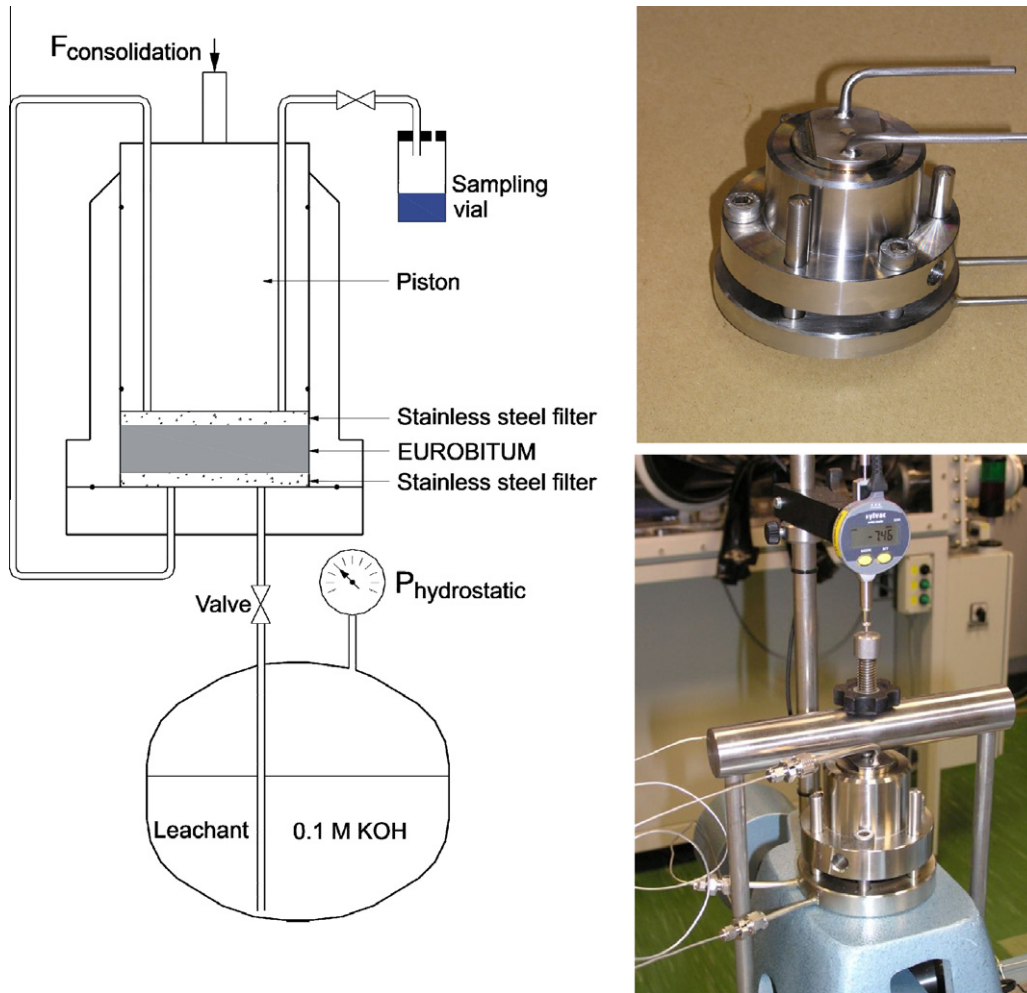 Fconsolidation
Sampling
vial
Piston
Stainless steel filter
EUROBITUM
Stainless steel filter
Valve
Phydrostatic
Leachant
0.1 M KOH
sylvac
-7.46